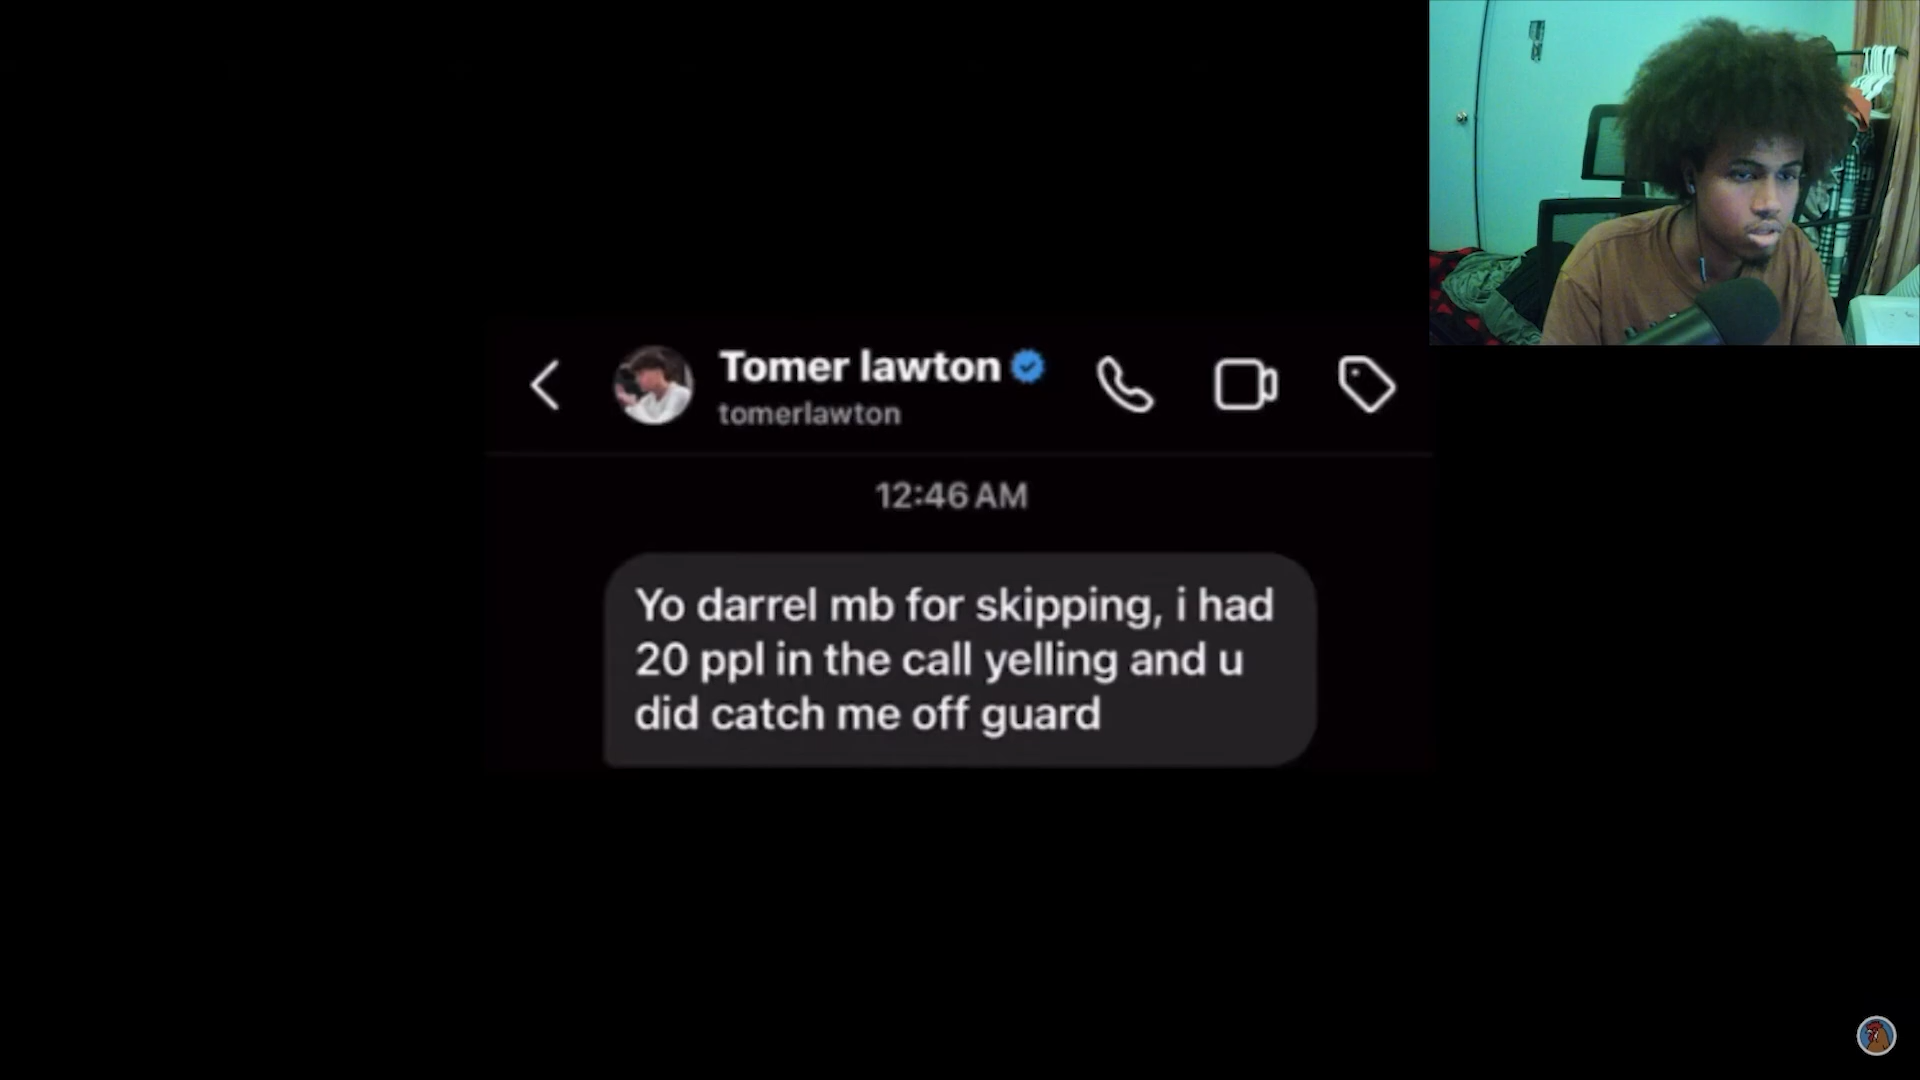 Tomer lawton
tomerlawton
12:46 AM
Yo darrel mb for skipping, i had
20 ppl in the call yelling and u
did catch me off guard